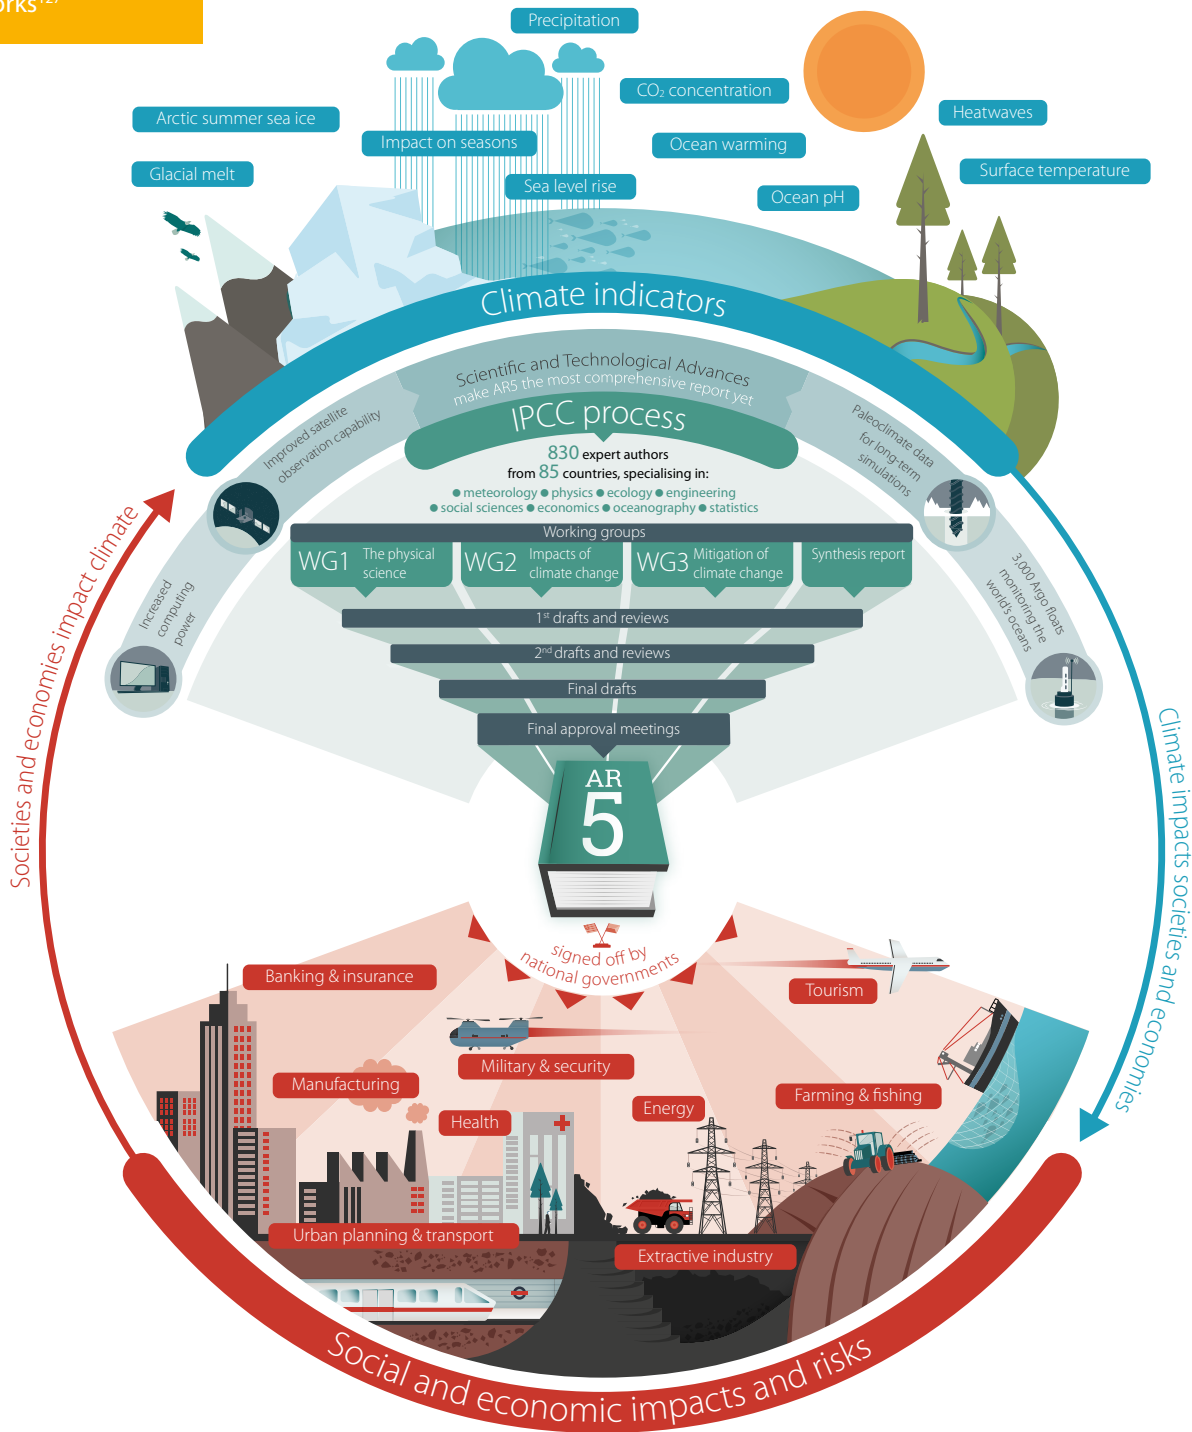 orks¹²⁷
Precipitation
CO₂ concentration
Heatwaves
Arctic summer sea ice
Impact on seasons
Ocean warming
Glacial melt
Sea level rise
Surface temperature
Ocean pH
Climate indicators
Scientific and Technological Advances
make AR5 the most comprehensive report yet
Improved satellite
observation capability
Increased
computing
power
Paleoclimate data
for long-term
simulations
3,000 Argo floats
monitoring the
world's oceans
IPCC process
830 expert authors
from 85 countries, specialising in:
● meteorology ● physics ● ecology ● engineering
● social sciences ● economics ● oceanography ● statistics
Working groups
WG1 The physical
science
WG2 Impacts of
climate change
WG3 Mitigation of
climate change
Synthesis report
1st drafts and reviews
2nd drafts and reviews
Final drafts
Final approval meetings
AR
5
signed off by
national governments
Societies and economies impact climate
Climate impacts societies and economies
Banking & insurance
Tourism
Military & security
Manufacturing
Farming & fishing
Energy
Health
Urban planning & transport
Extractive industry
Social and economic impacts and risks